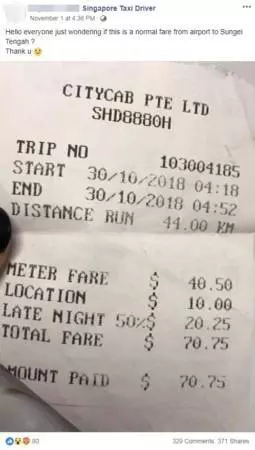 Singapore Taxi Driver
November 1 at 4:36 PM
Hello everyone just wondering if this is a normal fare from airport to Sungei
Tengah ?
Thank u
CITYCAB PTE LTD
SHD8880H
TRIP NO 103004185
START 30/10/2018 04:18
END 30/10/2018 04:52
DISTANCE RUN 44.00 KM
METER FARE $ 40.50
LOCATION $ 10.00
LATE NIGHT 50%$ 20.25
TOTAL FARE $ 70.75
MOUNT PAID $ 70.75
80
329 Comments 371 Shares